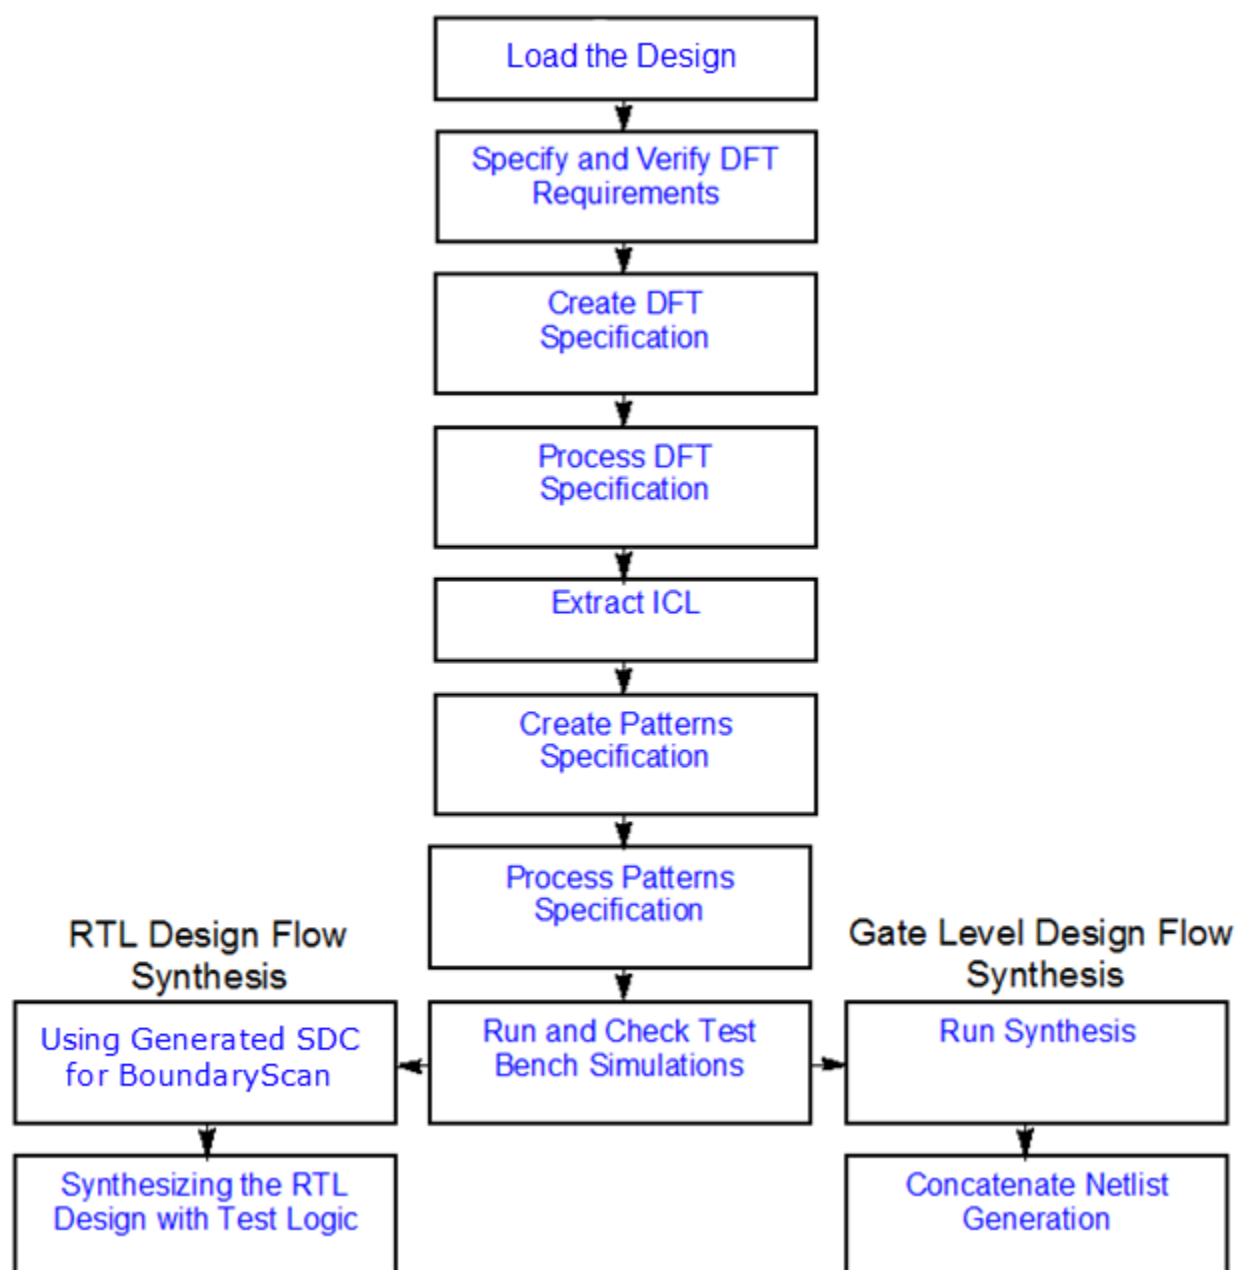 Load the Design
Specify and Verify DFT
Requirements
Create DFT
Specification
Process DFT
Specification
Extract ICL
Create Patterns
Specification
Process Patterns
Specification
RTL Design Flow
Synthesis
Gate Level Design Flow
Synthesis
Using Generated SDC
for BoundaryScan
Run and Check Test
Bench Simulations
Run Synthesis
Synthesizing the RTL
Design with Test Logic
Concatenate Netlist
Generation